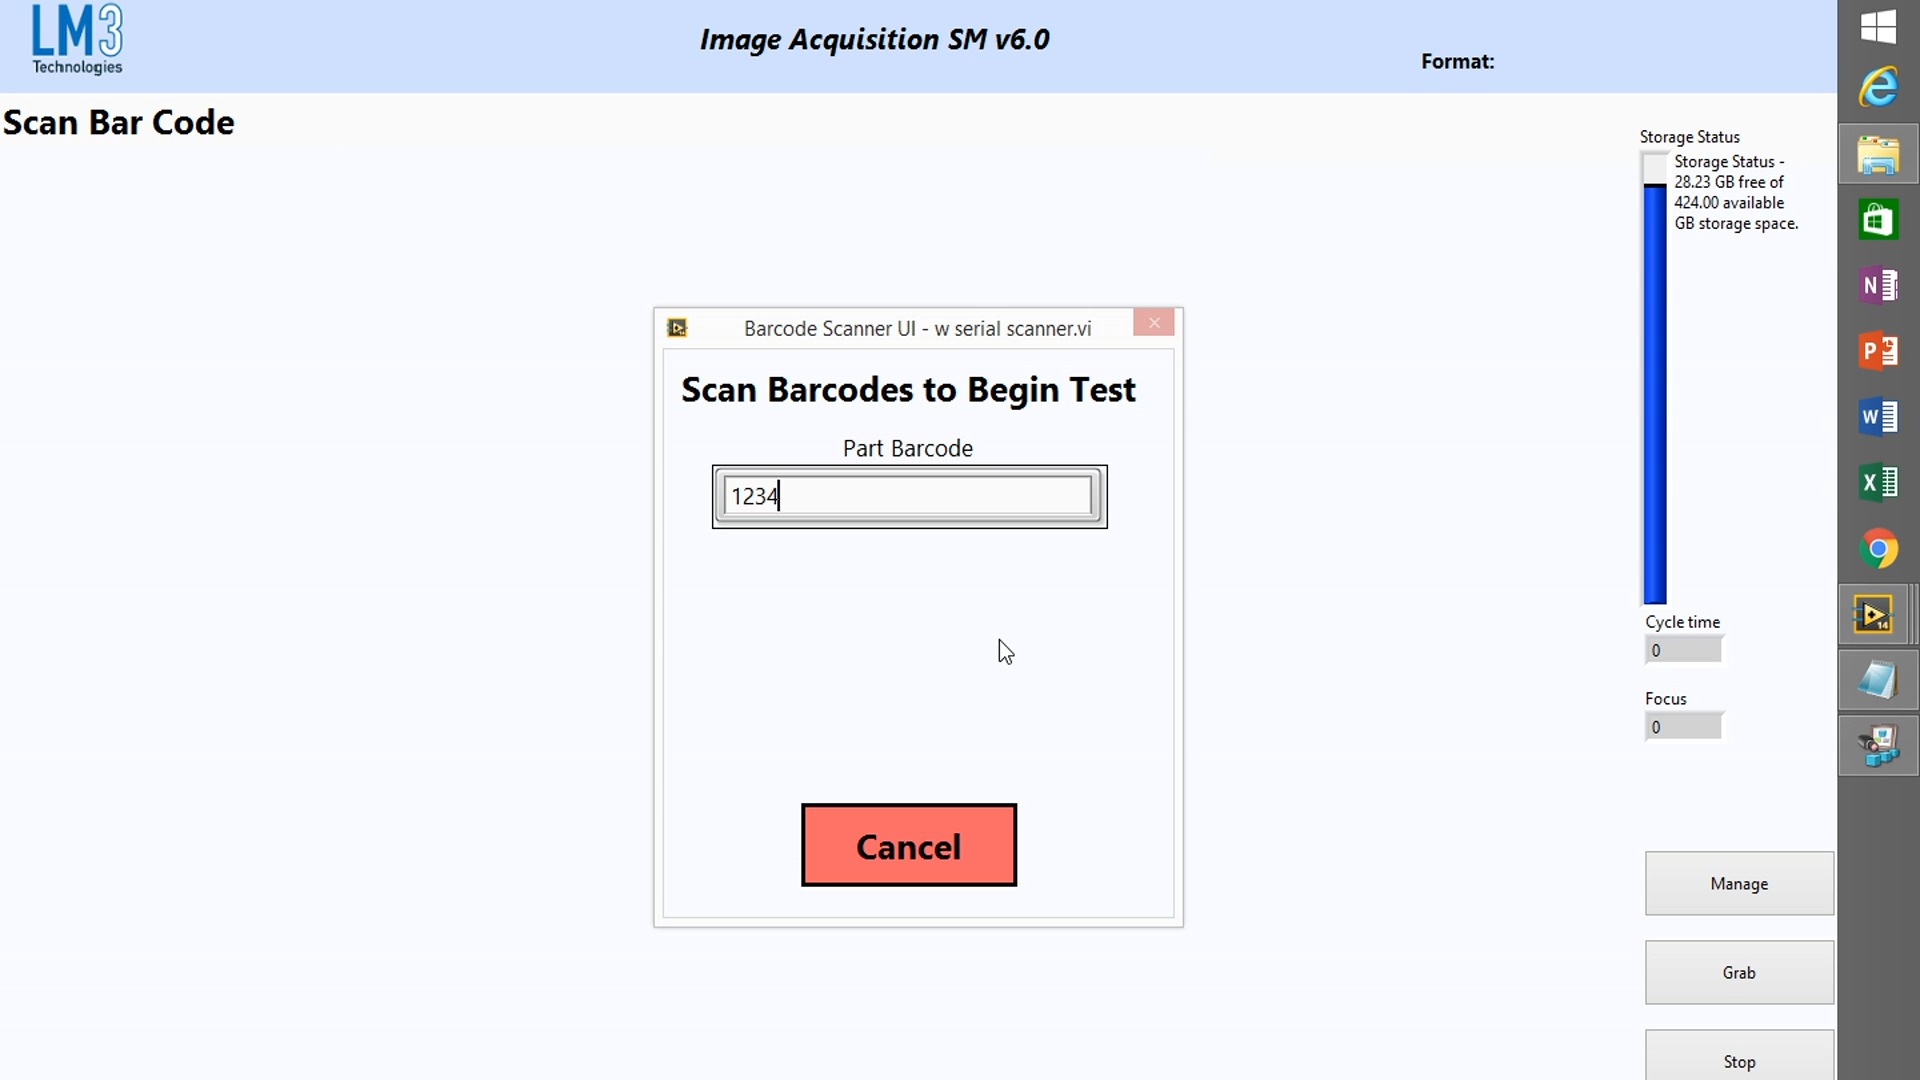 LM3
Technologies
Image Acquisition SM v6.0
Format:
Scan Bar Code
Storage Status
Storage Status -
28.23 GB free of
424.00 available
GB storage space.
Barcode Scanner UI - w serial scanner.vi
Scan Barcodes to Begin Test
Part Barcode
1234
Cancel
Cycle time
0
Focus
0
Manage
Grab
Stop
N
P
W
X
14